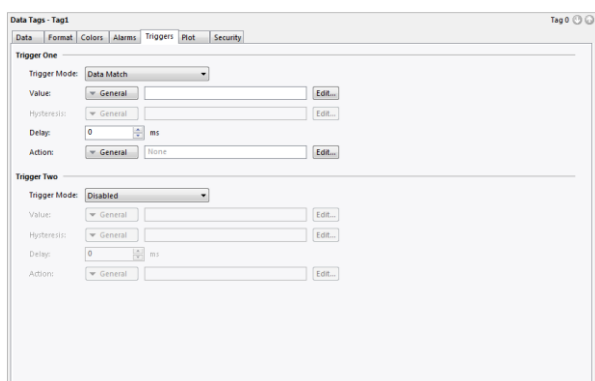 Data Tags - Tag1 Tag 0
Data Format Colors Alarms Triggers Plot Security
Trigger One
Trigger Mode: Data Match
Value: General Edit...
Hysteresis: General Edit...
Delay: 0 ms
Action: General None Edit...
Trigger Two
Trigger Mode: Disabled
Value: General Edit...
Hysteresis: General Edit...
Delay: 0 ms
Action: General Edit...